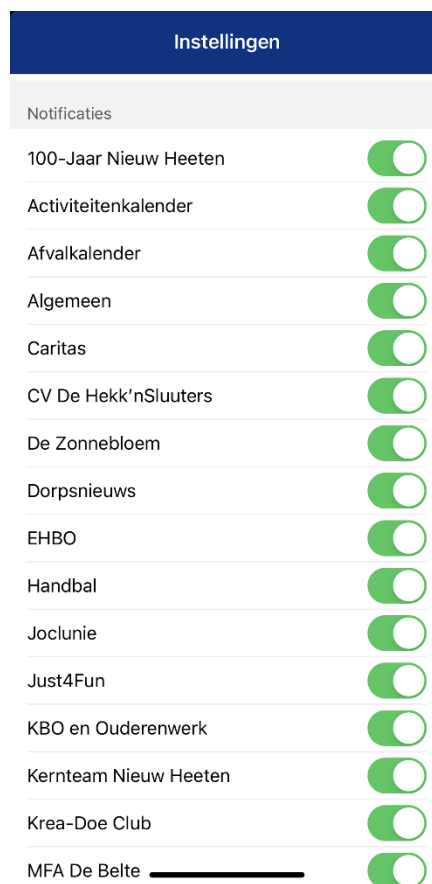 Instellingen
Notificaties
100-Jaar Nieuw Heeten
Activiteitenkalender
Afvalkalender
Algemeen
Caritas
CV De Hekk'nSluuters
De Zonnebloem
Dorpsnieuws
EHBO
Handbal
Joclunie
Just4Fun
KBO en Ouderenwerk
Kernteam Nieuw Heeten
Krea-Doe Club
MFA De Belte